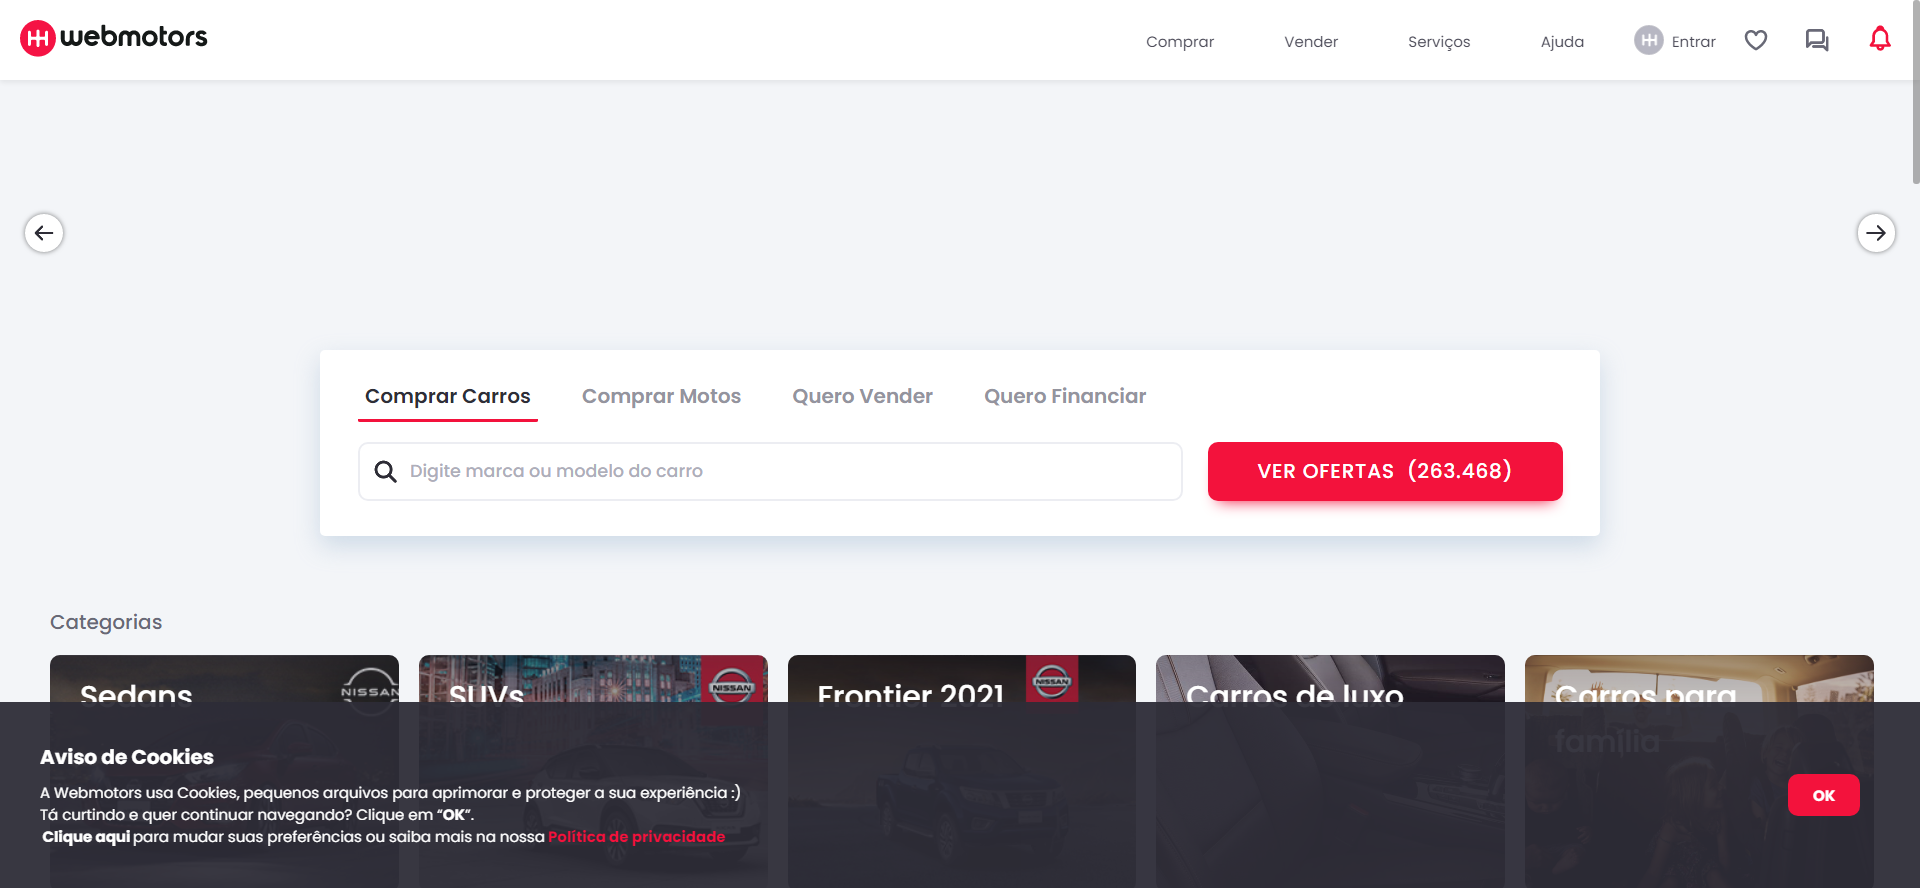 webmotors
Comprar
Vender
Serviços
Ajuda
Entrar
Comprar Carros
Comprar Motos
Quero Vender
Quero Financiar
Digite marca ou modelo do carro
VER OFERTAS (263.468)
Categorias
Sedans
NISSAN
SUVs
NISSAN
Frontier 2021
NISSAN
Carros de luxo
Carros para
família
Aviso de Cookies
A Webmotors usa Cookies, pequenos arquivos para aprimorar e proteger a sua experiência :)
Tá curtindo e quer continuar navegando? Clique em “OK”.
Clique aqui para mudar suas preferências ou saiba mais na nossa Política de privacidade
OK